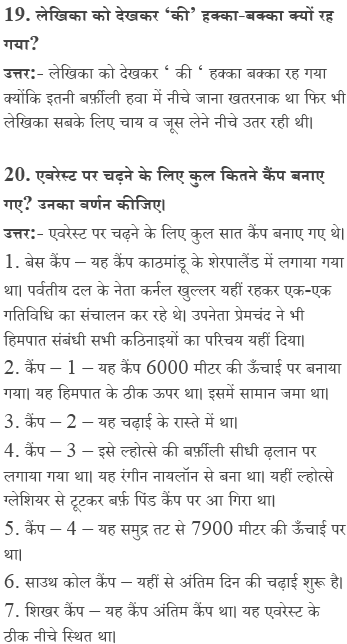 19. लेखिका को देखकर ‘की’ हक्का-बक्का क्यों रह
गया?
उत्तर:- लेखिका को देखकर ‘ की ‘ हक्का बक्का रह गया
क्योंकि इतनी बर्फ़ीली हवा में नीचे जाना खतरनाक था फिर भी
लेखिका सबके लिए चाय व जूस लेने नीचे उतर रही थी।
20. एवरेस्ट पर चढ़ने के लिए कुल कितने कैंप बनाए
गए? उनका वर्णन कीजिए।
उत्तर:- एवरेस्ट पर चढ़ने के लिए कुल सात कैंप बनाए गए थे।
1. बेस कैंप – यह कैंप काठमांडू के शेरपालैंड में लगाया गया
था। पर्वतीय दल के नेता कर्नल खुल्लर यहीं रहकर एक-एक
गतिविधि का संचालन कर रहे थे। उपनेता प्रेमचंद ने भी
हिमपात संबंधी सभी कठिनाइयों का परिचय यहीं दिया।
2. कैंप – 1 – यह कैंप 6000 मीटर की ऊँचाई पर बनाया
गया। यह हिमपात के ठीक ऊपर था। इसमें सामान जमा था।
3. कैंप – 2 – यह चढ़ाई के रास्ते में था।
4. कैंप – 3 – इसे ल्होत्से की बर्फ़ीली सीधी ढ़लान पर
लगाया गया था। यह रंगीन नायलॉन से बना था। यहीं ल्होत्से
ग्लेशियर से टूटकर बर्फ़ पिंड कैंप पर आ गिरा था।
5. कैंप – 4 – यह समुद्र तट से 7900 मीटर की ऊँचाई पर
था।
6. साउथ कोल कैंप – यहीं से अंतिम दिन की चढ़ाई शुरू है।
7. शिखर कैंप – यह कैंप अंतिम कैंप था। यह एवरेस्ट के
ठीक नीचे स्थित था।